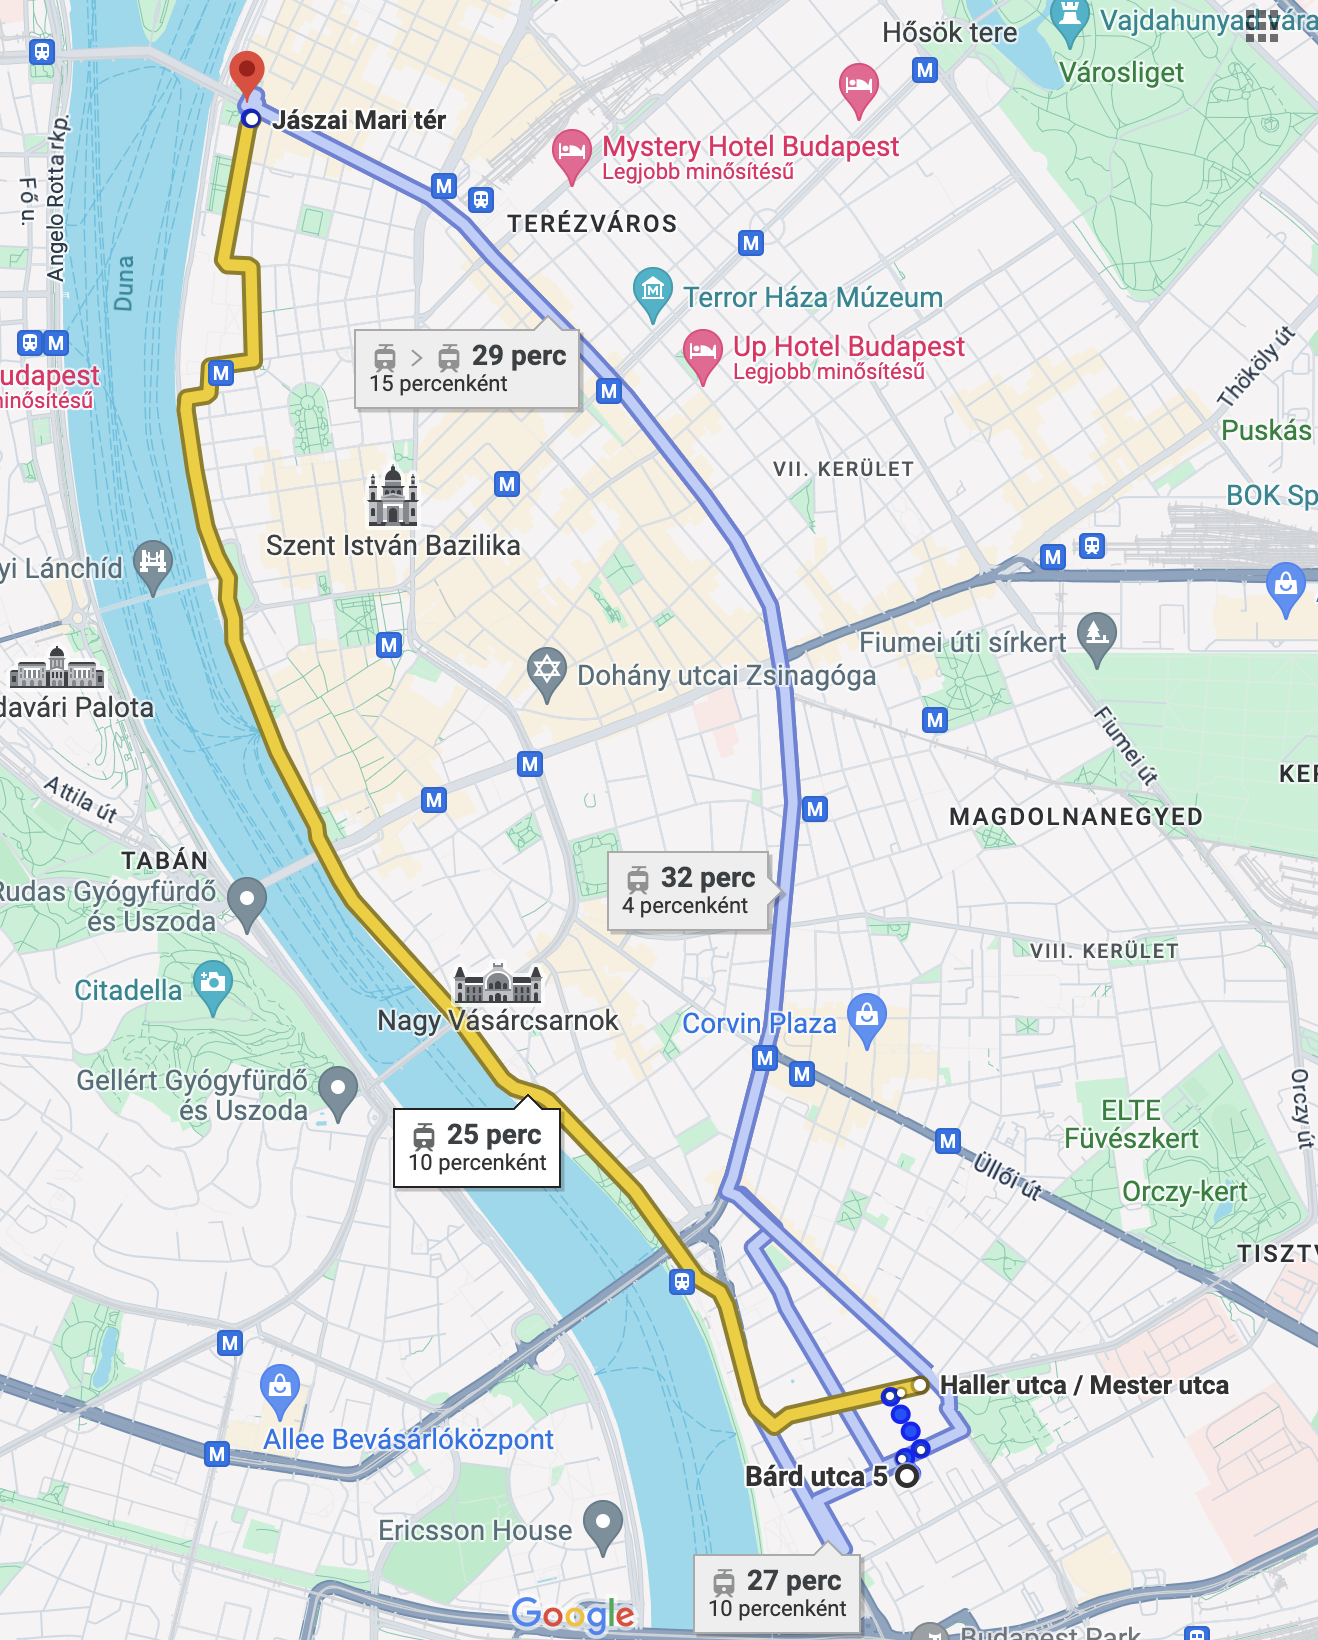 Hősök tere
Vajdahunyad vára
Városliget
Jászai Mari tér
Angelo Rotta rkp.
Fő u.
Duna
Mystery Hotel Budapest
Legjobb minősítésű
TERÉZVÁROS
Terror Háza Múzeum
Up Hotel Budapest
Legjobb minősítésű
29 perc
15 percenként
udapest
minősítésű
Thököly út
Puskás
VII. KERÜLET
BOK Sp
Szent István Bazilika
yi Lánchíd
Fiumei úti sírkert
Dohány utcai Zsinagóga
davári Palota
Fiumei út
Attila út
KER
MAGDOLNANEGYED
TABÁN
Rudas Gyógyfürdő
és Uszoda
32 perc
4 percenként
VIII. KERÜLET
Citadella
Nagy Vásárcsarnok
Corvin Plaza
Gellért Gyógyfürdő
és Uszoda
ELTE
Füvészkert
Orczy út
25 perc
10 percenként
Üllői út
Orczy-kert
TISZTV
Haller utca / Mester utca
Allee Bevásárlóközpont
Bárd utca 5
Ericsson House
27 perc
10 percenként
Google
Budapest Park